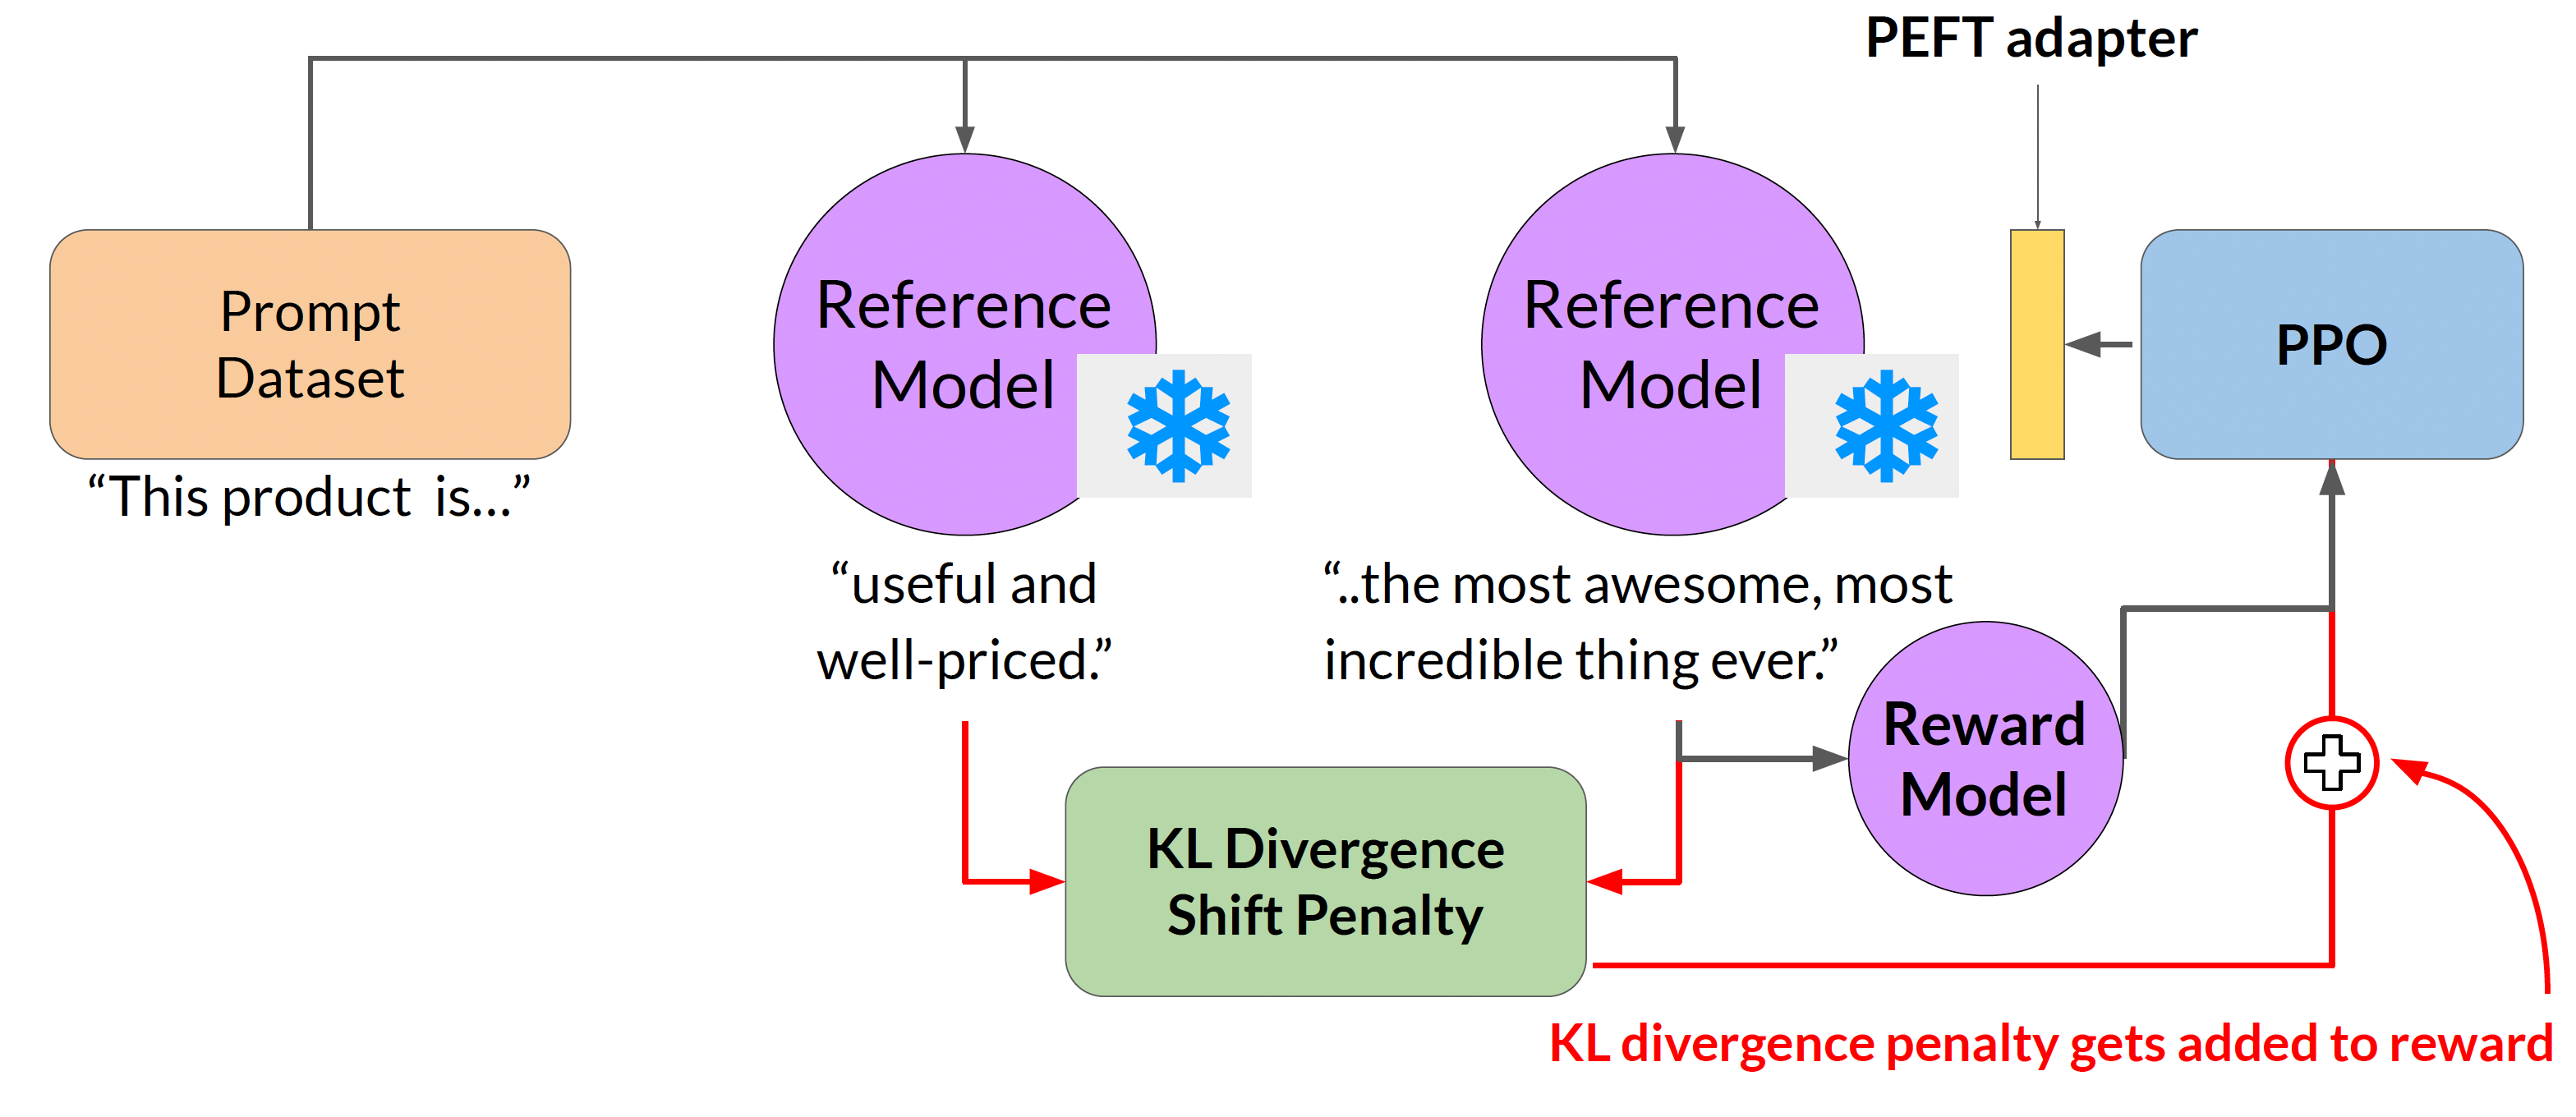 PEFT adapter
Prompt
Dataset
“This product  is...”
Reference
Model
“useful and
well-priced.”
Reference
Model
“..the most awesome, most
incredible thing ever.”
PPO
Reward
Model
KL Divergence
Shift Penalty
KL divergence penalty gets added to reward